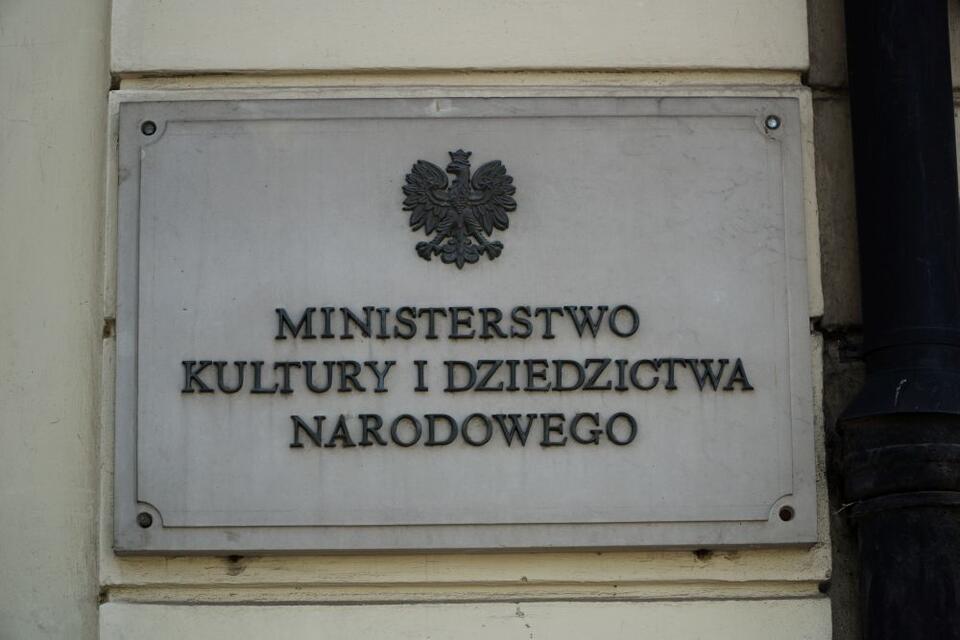 MINISTERSTWO
KULTURY I DZIEDZICTWA
NARODOWEGO